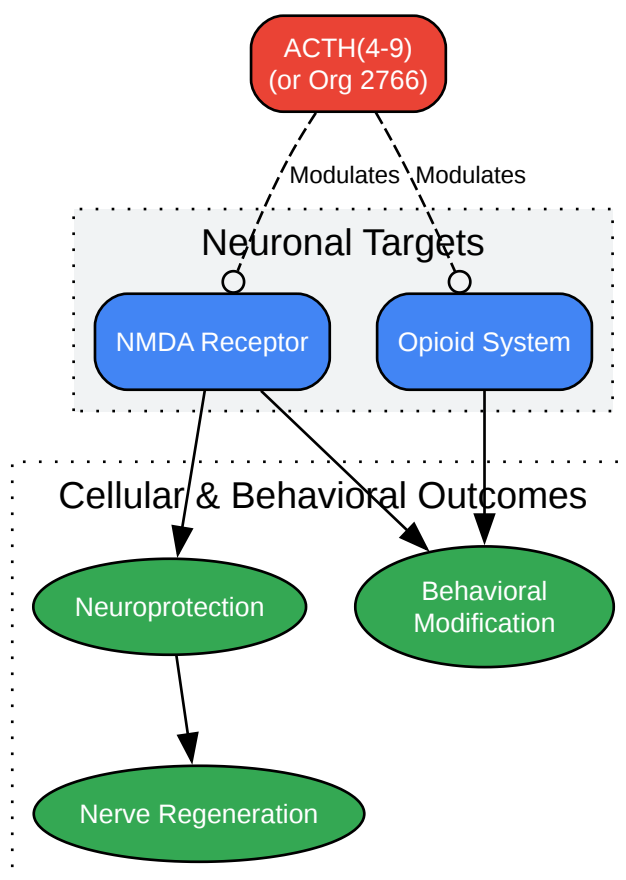 ACTH(4-9)
(or Org 2766)
Modulates
Modulates
Neuronal Targets
NMDA Receptor
Opioid System
Cellular & Behavioral Outcomes
Neuroprotection
Behavioral
Modification
Nerve Regeneration